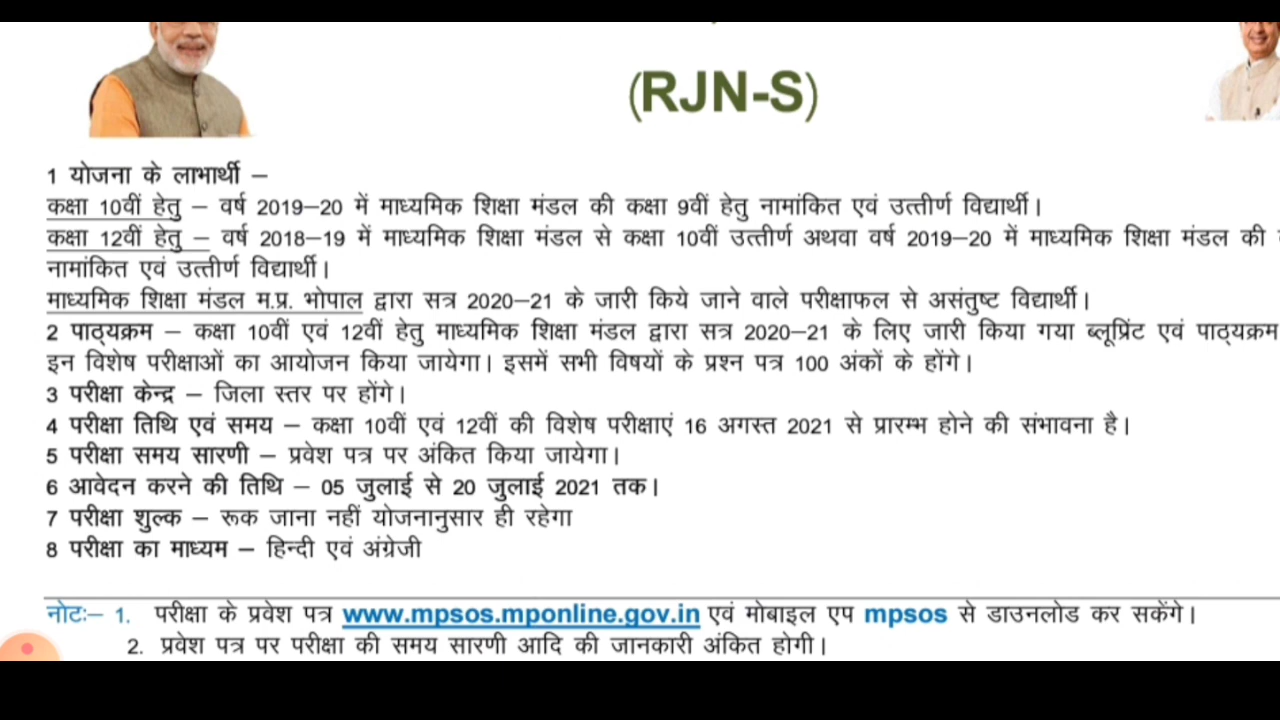 (RJN-S)
1 योजना के लाभार्थी –
कक्षा 10वीं हेतु – वर्ष 2019–20 में माध्यमिक शिक्षा मंडल की कक्षा 9वीं हेतु नामांकित एवं उत्तीर्ण विद्यार्थी।
कक्षा 12वीं हेतु – वर्ष 2018–19 में माध्यमिक शिक्षा मंडल से कक्षा 10वीं उत्तीर्ण अथवा वर्ष 2019–20 में माध्यमिक शिक्षा मंडल की
नामांकित एवं उत्तीर्ण विद्यार्थी।
माध्यमिक शिक्षा मंडल म.प्र. भोपाल द्वारा सत्र 2020–21 के जारी किये जाने वाले परीक्षाफल से असंतुष्ट विद्यार्थी।
2 पाठ्यक्रम – कक्षा 10वीं एवं 12वीं हेतु माध्यमिक शिक्षा मंडल द्वारा सत्र 2020–21 के लिए जारी किया गया ब्लूप्रिंट एवं पाठ्यक्रम
इन विशेष परीक्षाओं का आयोजन किया जायेगा। इसमें सभी विषयों के प्रश्न पत्र 100 अंकों के होंगे।
3 परीक्षा केन्द्र – जिला स्तर पर होंगे।
4 परीक्षा तिथि एवं समय – कक्षा 10वीं एवं 12वीं की विशेष परीक्षाएं 16 अगस्त 2021 से प्रारम्भ होने की संभावना है।
5 परीक्षा समय सारणी – प्रवेश पत्र पर अंकित किया जायेगा।
6 आवेदन करने की तिथि – 05 जुलाई से 20 जुलाई 2021 तक।
7 परीक्षा शुल्क – रूक जाना नहीं योजनानुसार ही रहेगा
8 परीक्षा का माध्यम – हिन्दी एवं अंग्रेजी
नोटः– 1. परीक्षा के प्रवेश पत्र www.mpsos.mponline.gov.in एवं मोबाइल एप mpsos से डाउनलोड कर सकेंगे।
2. प्रवेश पत्र पर परीक्षा की समय सारणी आदि की जानकारी अंकित होगी।